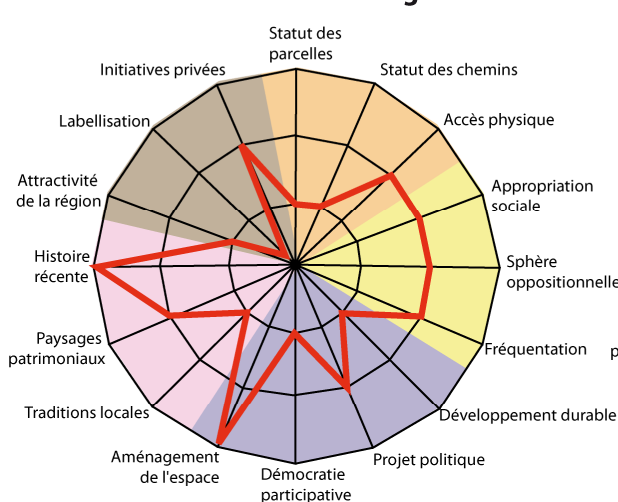 g
Statut des
parcelles
Statut des chemins
Accès physique
Appropriation
sociale
Sphère
oppositionnelle
Fréquentation
p
Développement durable
Projet politique
Démocratie
participative
Aménagement
de l'espace
Traditions locales
Paysages
patrimoniaux
Histoire
récente
Attractivité
de la région
Labellisation
Initiatives privées